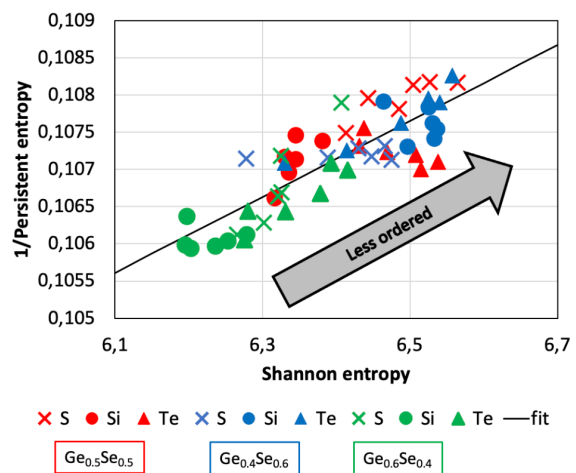 0,109
0,1085
0,108
0,1075
0,107
0,1065
0,106
0,1055
0,105
1/Persistent entropy
Less ordered
6,1 6,3 6,5 6,7
Shannon entropy
S Si Te S Si Te S Si Te fit
Ge0.5Se0.5 Ge0.4Se0.6 Ge0.6Se0.4